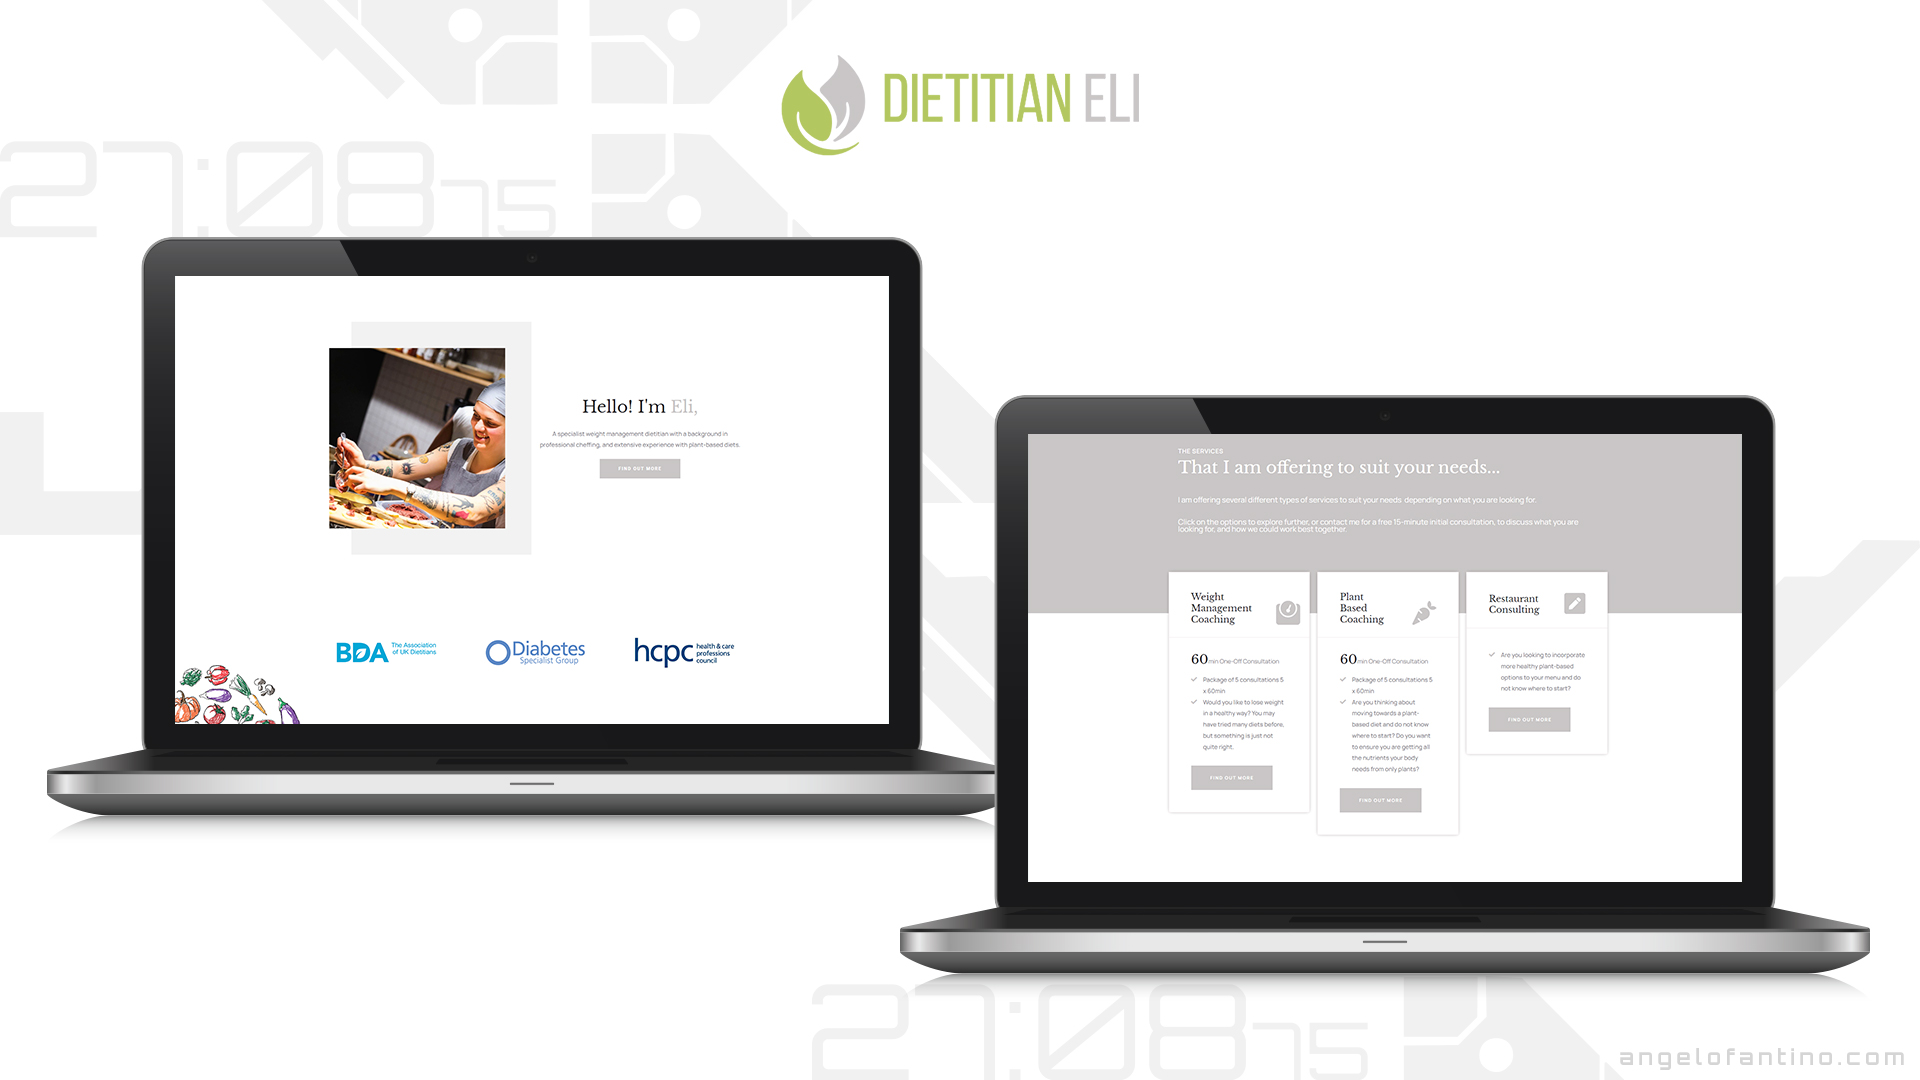 DIETITIAN ELI
27:08
75
Hello! I'm Eli,
A specialist weight management dietitian with a background in
professional cheffing, and extensive experience with plant-based diets.
FIND OUT MORE
BDA The Association
of UK Dietitians
Diabetes
Specialist Group
hcpc health & care
professions
council
THE SERVICES
That I am offering to suit your needs...
I am offering several different types of services to suit your needs depending on what you are looking for.
Click on the options to explore further, or contact me for a free 15-minute initial consultation, to discuss what you are
looking for, and how we could work best together.
Weight
Management
Coaching
60 min One-Off Consultation
Package of 5 consultations 5
x 60min
Would you like to lose weight
in a healthy way? You may
have tried many diets before,
but something is just not
quite right.
FIND OUT MORE
Plant
Based
Coaching
60 min One-Off Consultation
Package of 5 consultations 5
x 60min
Are you thinking about
moving towards a plant-
based diet and do not know
where to start? Do you want
to ensure you are getting all
the nutrients your body
needs from only plants?
FIND OUT MORE
Restaurant
Consulting
Are you looking to incorporate
more healthy plant-based
options to your menu and do
not know where to start?
FIND OUT MORE
27:08
75
angelofantino.com